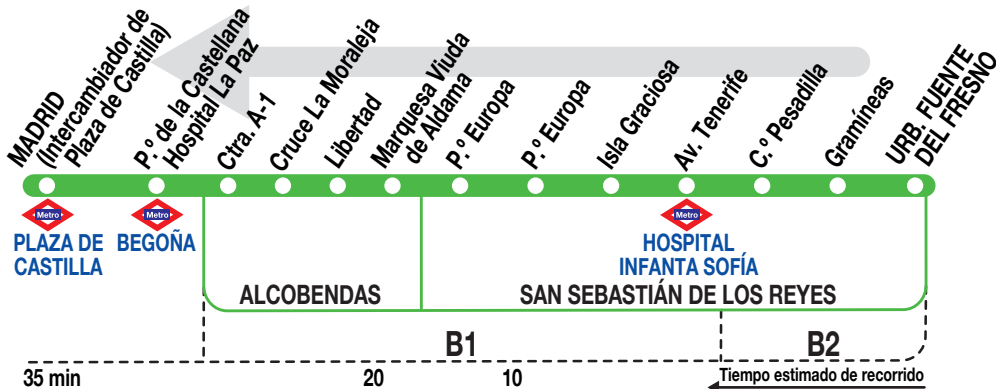 MADRID
(Intercambiador de
Plaza de Castilla)
P.º de la Castellana
Hospital La Paz
Ctra. A-1
Cruce La Moraleja
Libertad
Marquesa Viuda
de Aldama
P.º Europa
P.º Europa
Isla Graciosa
Av. Tenerife
C.º Pesadilla
Gramíneas
URB. FUENTE
DEL FRESNO
Metro
Metro
Metro
PLAZA DE
CASTILLA
BEGOÑA
HOSPITAL
INFANTA SOFÍA
ALCOBENDAS
SAN SEBASTIÁN DE LOS REYES
B1
B2
35 min
20
10
Tiempo estimado de recorrido